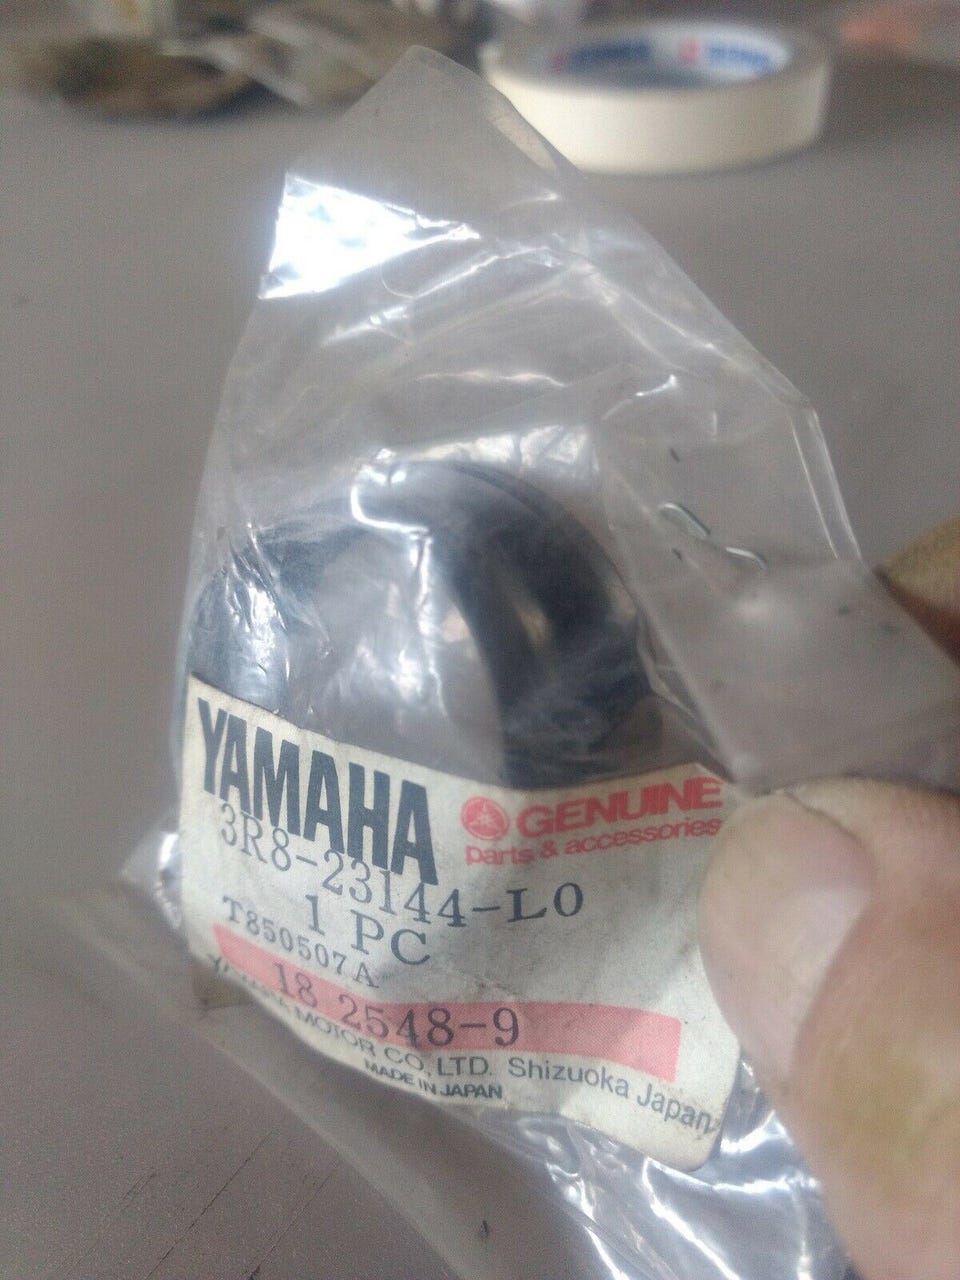 YAMAHA
GENUINE
parts & accessories
3R8-23144-L0
1 PC
T850507A
18 2548-9
YAMAHA MOTOR CO., LTD. Shizuoka Japan
MADE IN JAPAN